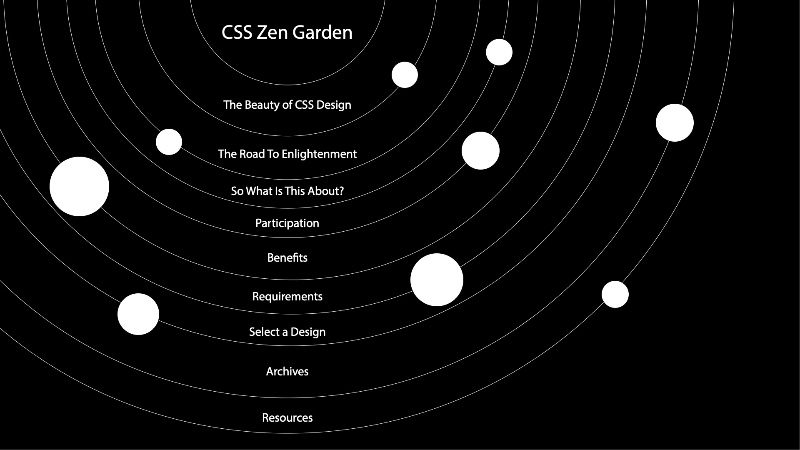 CSS Zen Garden
The Beauty of CSS Design
The Road To Enlightenment
So What Is This About?
Participation
Benefits
Requirements
Select a Design
Archives
Resources